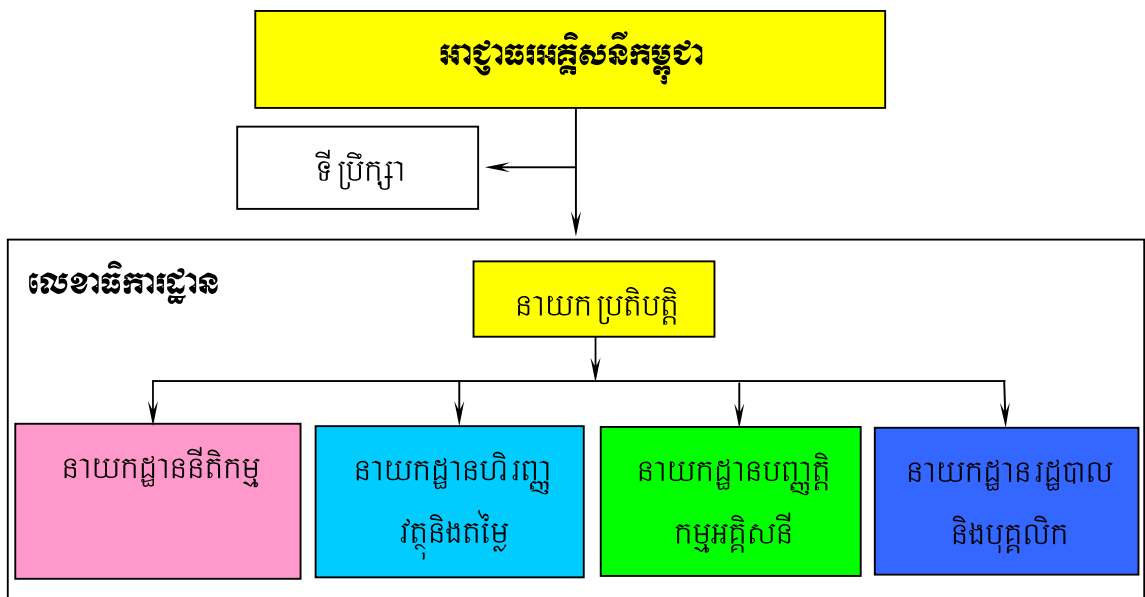 អាជ្ញាធរអគ្គិសនីកម្ពុជា
ទីប្រឹក្សា
លេខាធិការដ្ឋាន
នាយកប្រតិបត្តិ
នាយកដ្ឋាននីតិកម្ម
នាយកដ្ឋានហិរញ្ញ
វត្ថុនិងតម្លៃ
នាយកដ្ឋានបញ្ញត្តិ
កម្មអគ្គិសនី
នាយកដ្ឋានរដ្ឋបាល
និងបុគ្គលិក